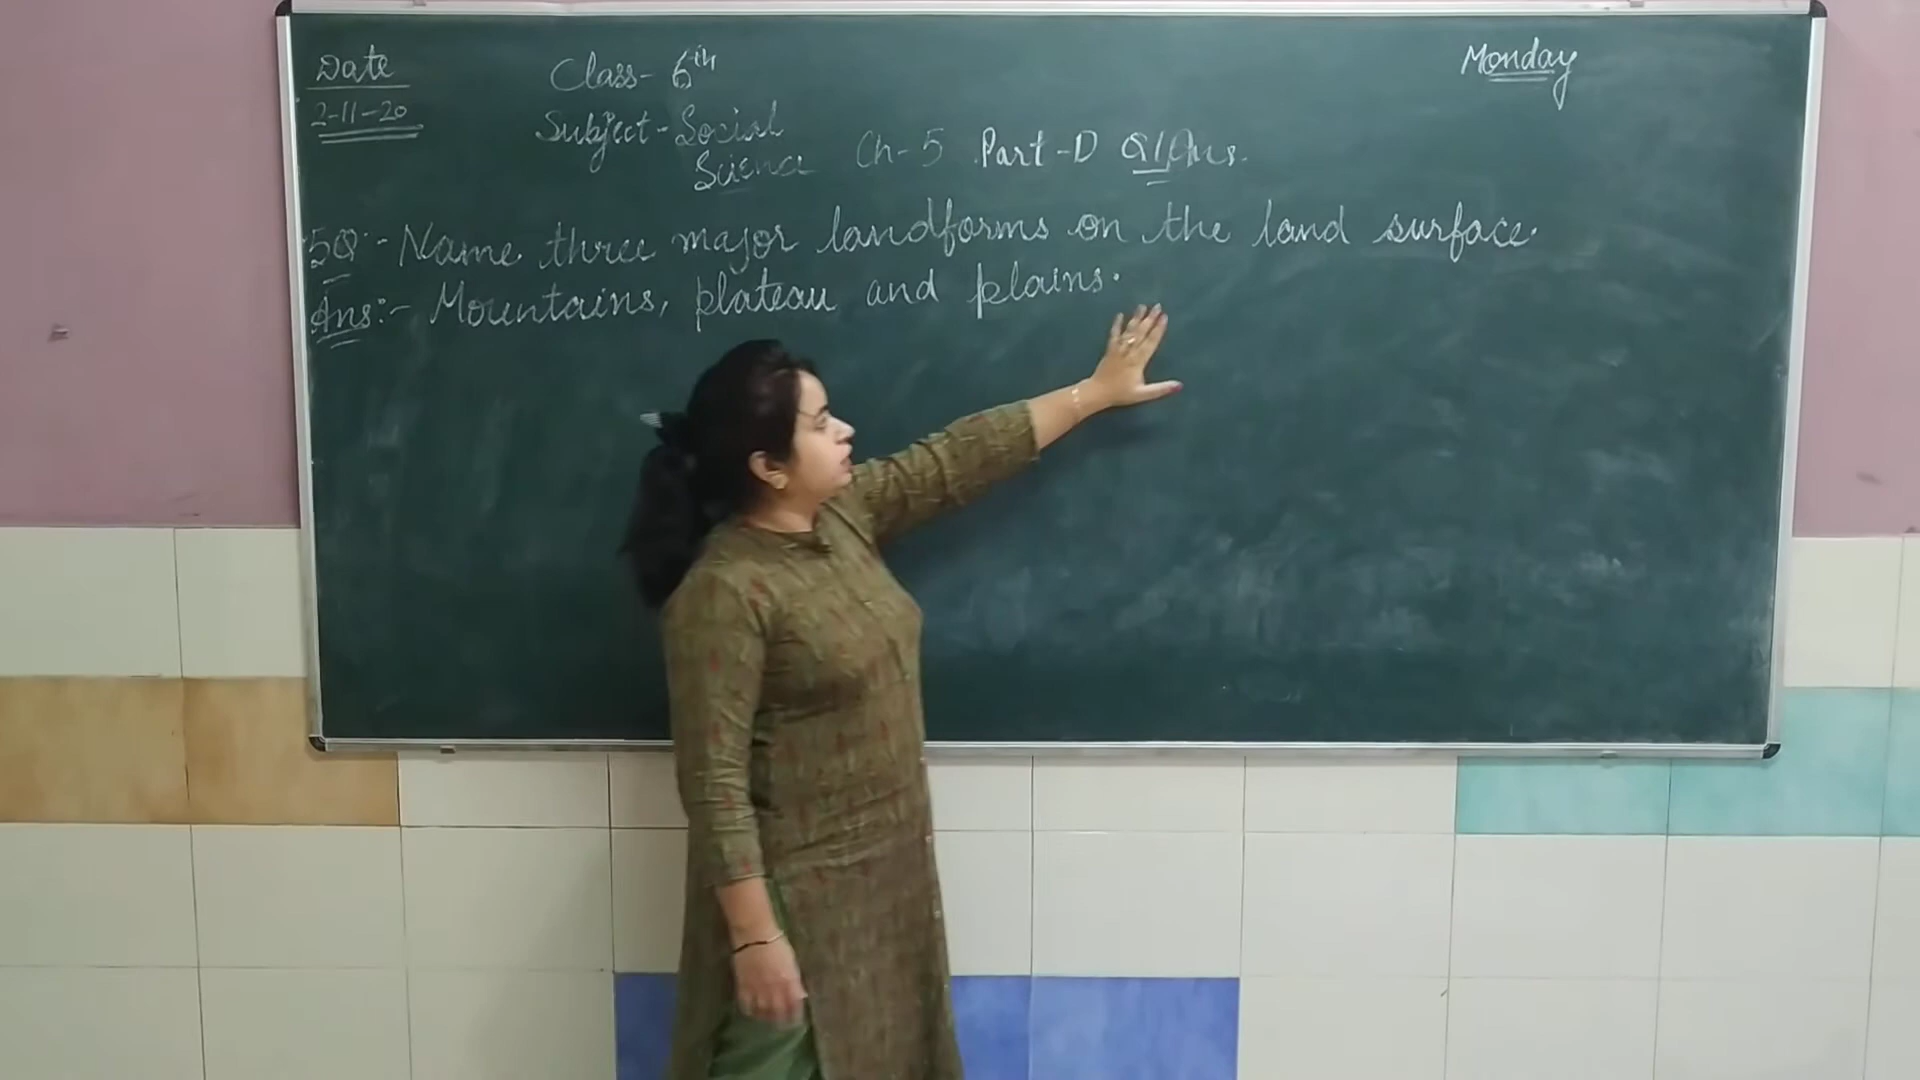 Date
2-11-20
Class- 6th
Subject- Social
Science
Ch-5 Part-D Q/Ans.
Monday
5Q.- Name three major landforms on the land surface.
Ans:- Mountains, plateau and plains.